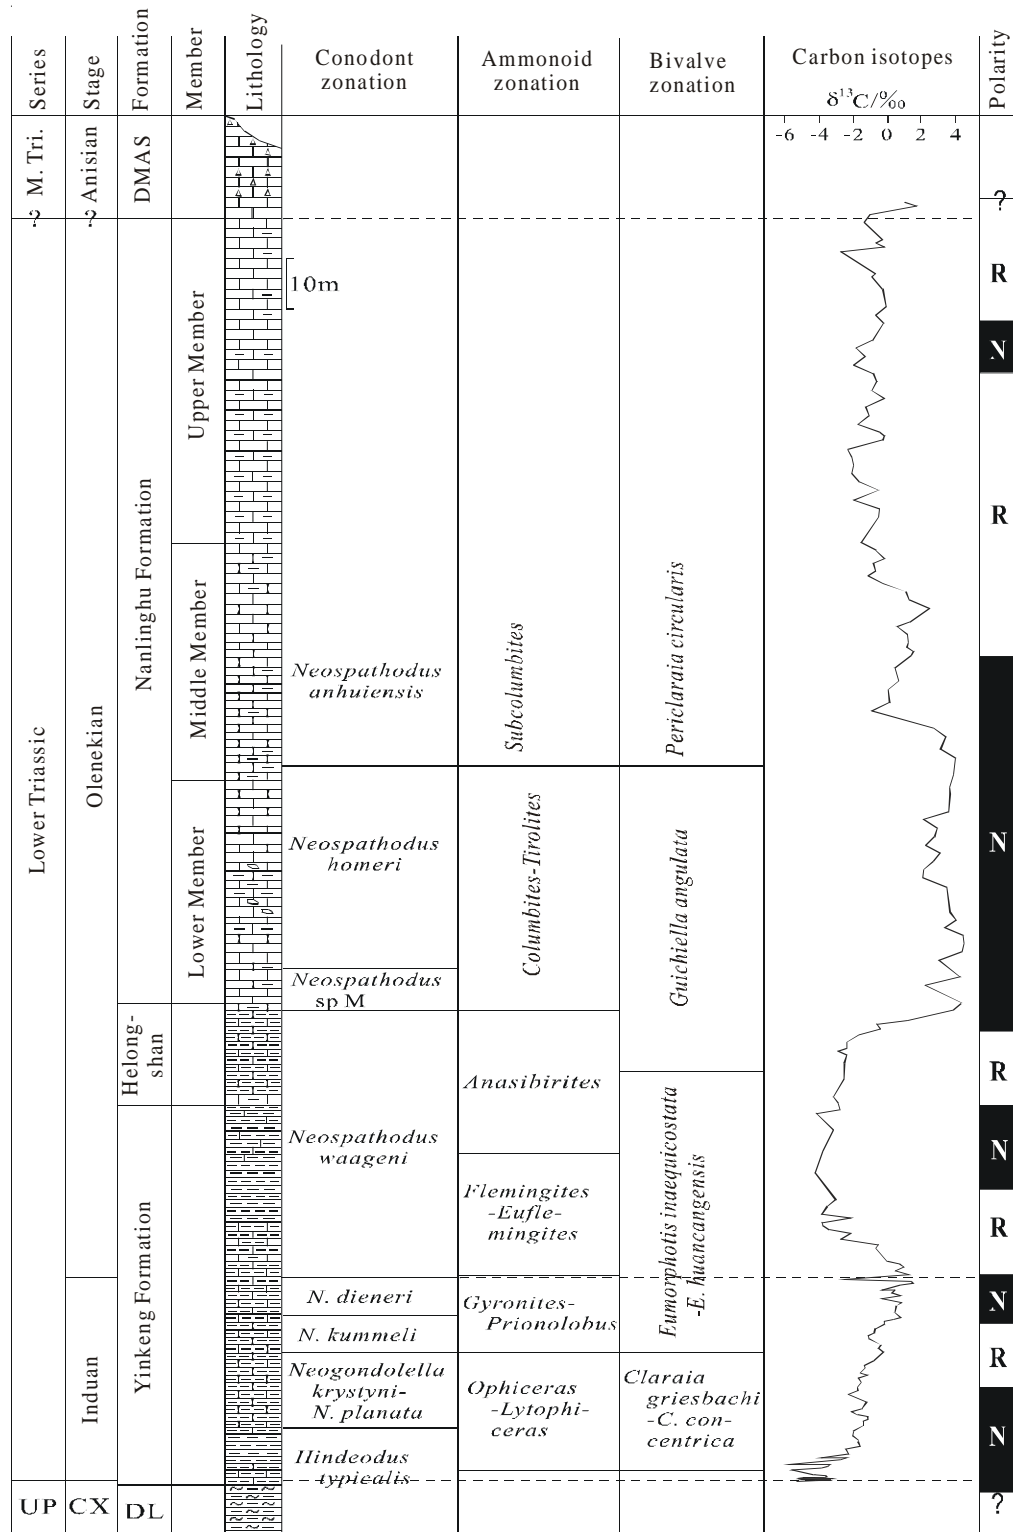 Series
Stage
Formation
Member
Lithology
Conodont
zonation
Ammonoid
zonation
Bivalve
zonation
Carbon isotopes
δ¹³C/‰
Polarity
-6 -4 -2 0 2 4
M. Tri.
?
Anisian
?
DMAS
?
Lower Triassic
Olenekian
Induan
Nanlinghu Formation
Helong-
shan
Yinkeng Formation
Upper Member
Middle Member
Lower Member
10m
Neospathodus
anhuiensis
Neospathodus
homeri
Neospathodus
sp M
Neospathodus
waageni
N. dieneri
N. kummeli
Neogondolella
krystyni-
N. planata
Hindeodus
typicalis
Subcolumbites
Columbites-Tirolites
Anasibirites
Flemingites
-Eufle-
mingites
Gyronites-
Prionolobus
Ophiceras
-Lytophi-
ceras
Periclaraia circularis
Guichiella angulata
Eumorphotis inaequicostata
-E. huancangensis
Claraia
griesbachi
-C. con-
centrica
R
N
R
N
R
N
R
N
R
N
?
UP
CX
DL